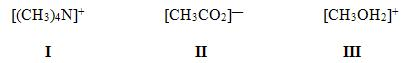 [(CH3)4N]+ [CH3CO2]— [CH3OH2]+
I II III